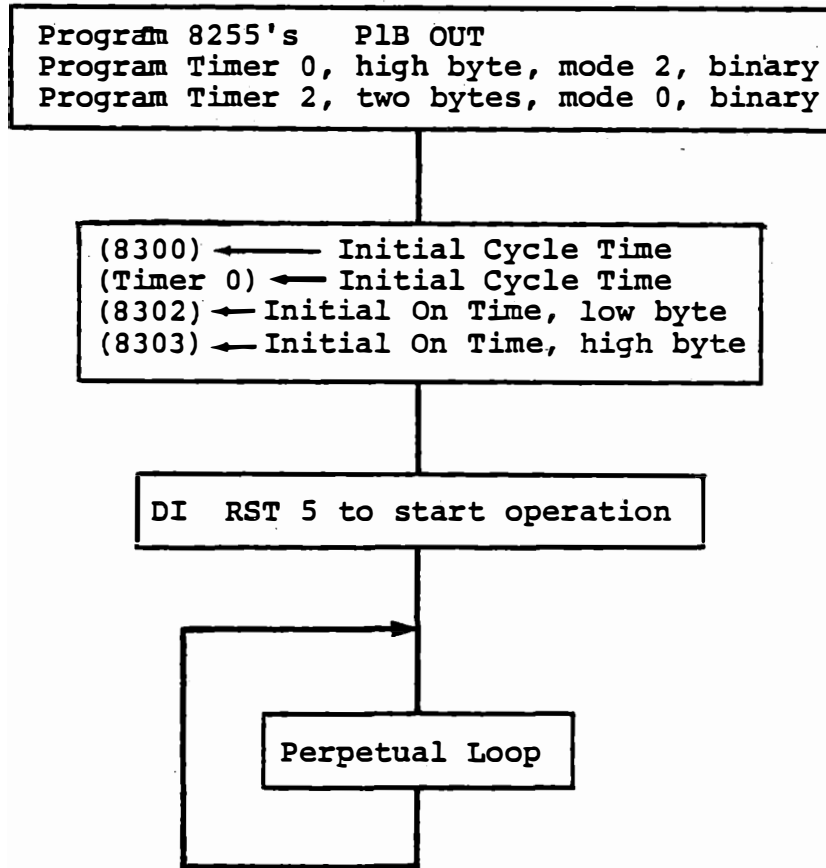 Program 8255's P1B OUT
Program Timer 0, high byte, mode 2, binary
Program Timer 2, two bytes, mode 0, binary
(8300) ← Initial Cycle Time
(Timer 0) ← Initial Cycle Time
(8302) ← Initial On Time, low byte
(8303) ← Initial On Time, high byte
DI RST 5 to start operation
Perpetual Loop